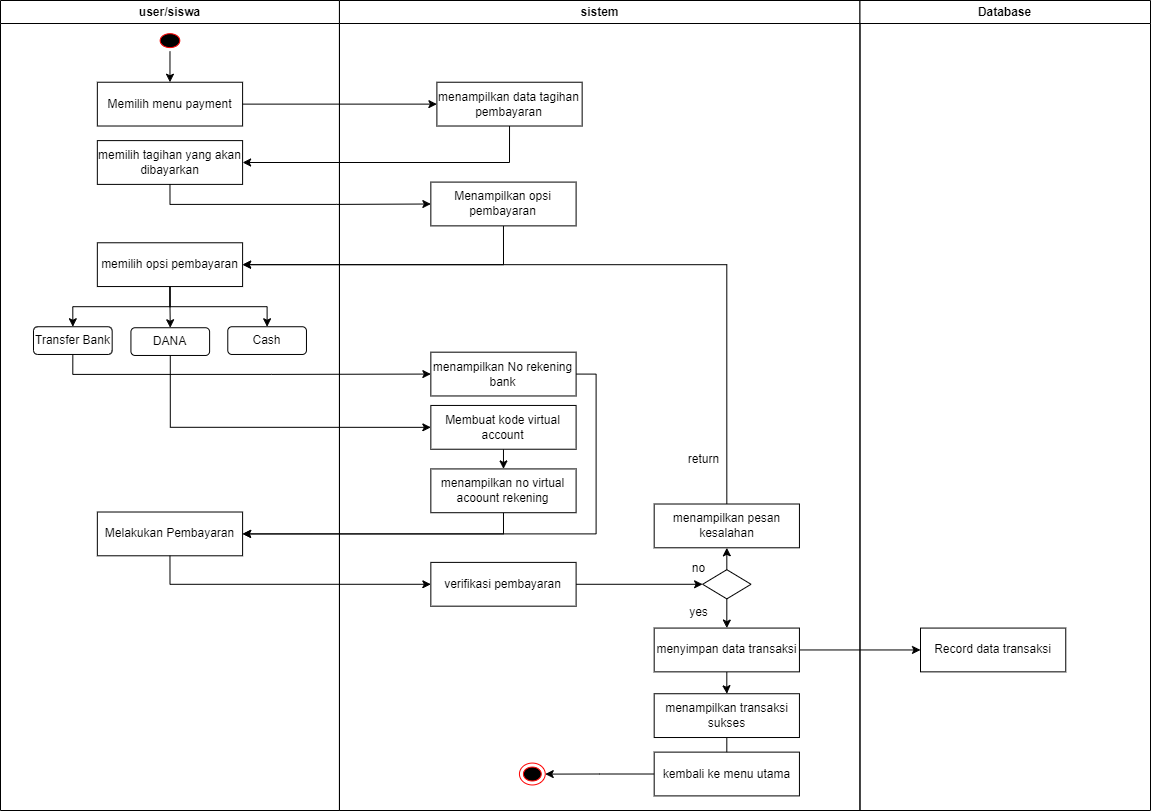 user/siswa
sistem
Database
Memilih menu payment
menampilkan data tagihan
pembayaran
memilih tagihan yang akan
dibayarkan
Menampilkan opsi
pembayaran
memilih opsi pembayaran
Transfer Bank
DANA
Cash
menampilkan No rekening
bank
Membuat kode virtual
account
menampilkan no virtual
acoount rekening
return
Melakukan Pembayaran
menampilkan pesan
kesalahan
no
verifikasi pembayaran
yes
menyimpan data transaksi
Record data transaksi
menampilkan transaksi
sukses
kembali ke menu utama